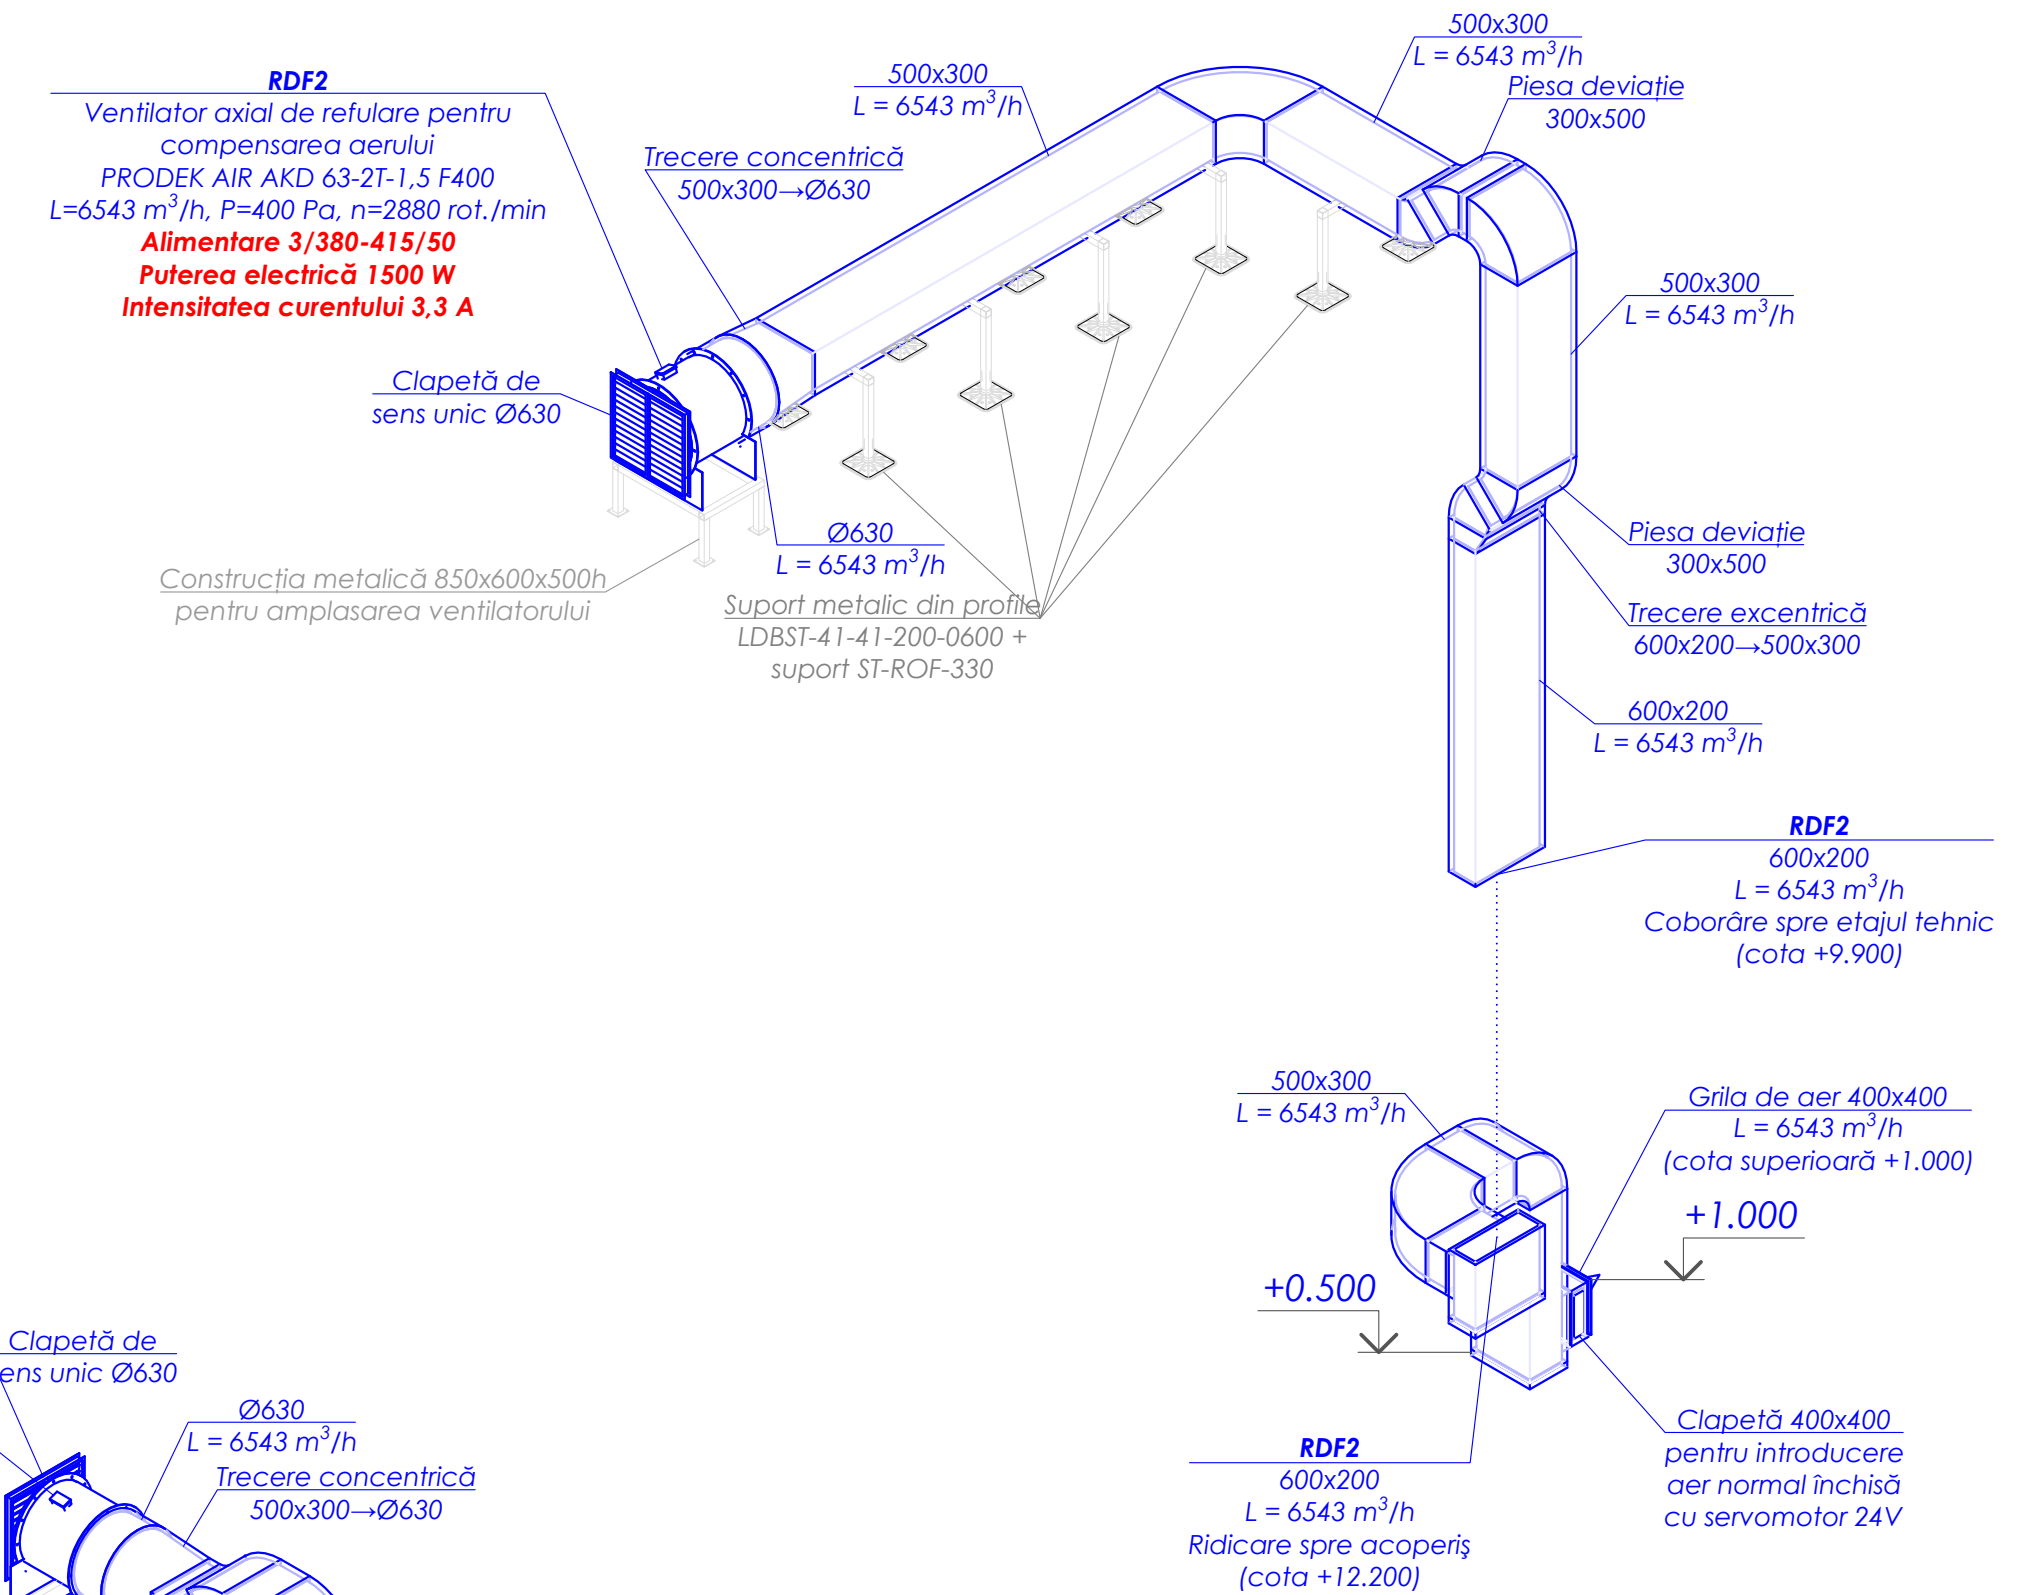 RDF2
Ventilator axial de refulare pentru
compensarea aerului
PRODEK AIR AKD 63-2T-1,5 F400
L=6543 m³/h, P=400 Pa, n=2880 rot./min
Alimentare 3/380-415/50
Puterea electrică 1500 W
Intensitatea curentului 3,3 A
500x300
L = 6543 m³/h
500x300
L = 6543 m³/h
Piesa deviație
300x500
Trecere concentrică
500x300→Ø630
Clapetă de
sens unic Ø630
500x300
L = 6543 m³/h
Ø630
L = 6543 m³/h
Construcția metalică 850x600x500h
pentru amplasarea ventilatorului
Suport metalic din profile
LDBST-41-41-200-0600 +
suport ST-ROF-330
Piesa deviație
300x500
Trecere excentrică
600x200→500x300
600x200
L = 6543 m³/h
RDF2
600x200
L = 6543 m³/h
Coborâre spre etajul tehnic
(cota +9.900)
500x300
L = 6543 m³/h
Grila de aer 400x400
L = 6543 m³/h
(cota superioară +1.000)
+1.000
+0.500
Clapetă 400x400
pentru introducere
aer normal închisă
cu servomotor 24V
RDF2
600x200
L = 6543 m³/h
Ridicare spre acoperiş
(cota +12.200)
Clapetă de
ens unic Ø630
Ø630
L = 6543 m³/h
Trecere concentrică
500x300→Ø630